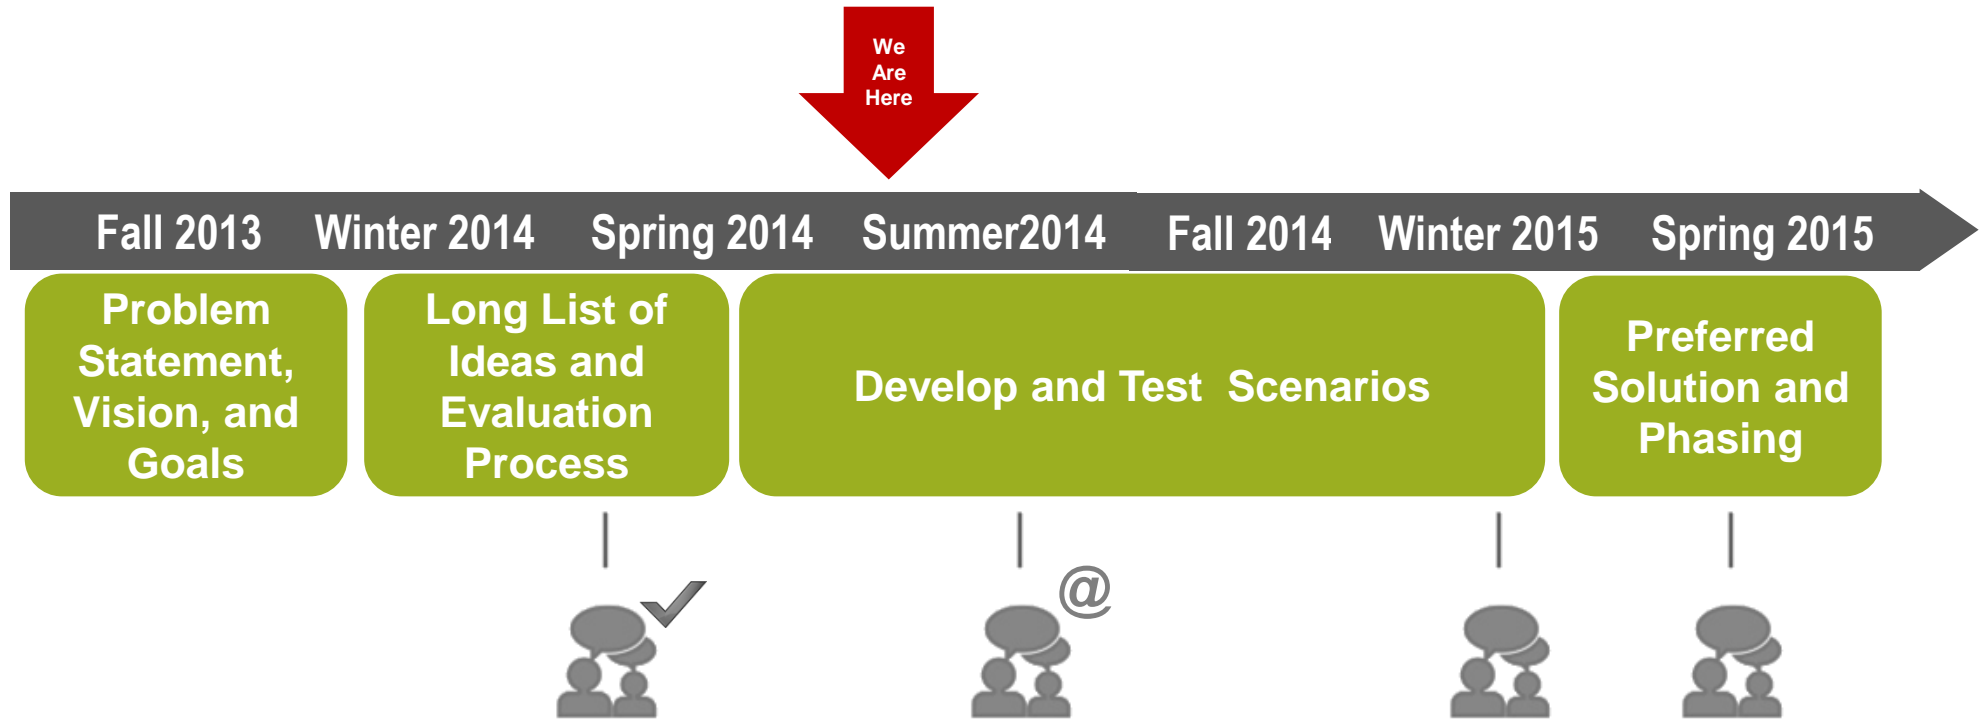 We
Are
Here
Fall 2013 Winter 2014 Spring 2014 Summer2014 Fall 2014 Winter 2015 Spring 2015
Problem
Statement,
Vision, and
Goals
Long List of
Ideas and
Evaluation
Process
Develop and Test Scenarios
Preferred
Solution and
Phasing
@